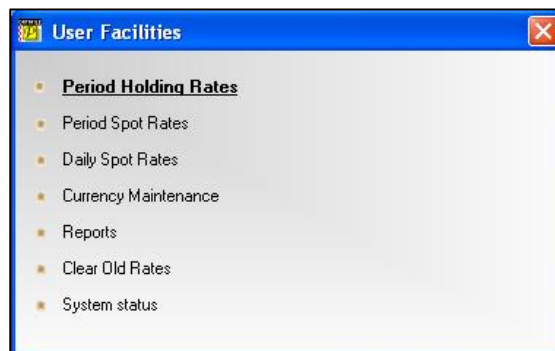 User Facilities
Period Holding Rates
Period Spot Rates
Daily Spot Rates
Currency Maintenance
Reports
Clear Old Rates
System status